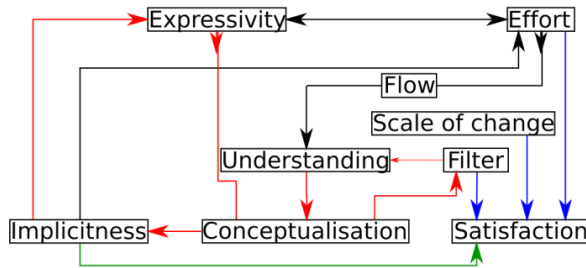 Expressivity
Effort
Flow
Scale of change
Understanding
Filter
Implicitness
Conceptualisation
Satisfaction